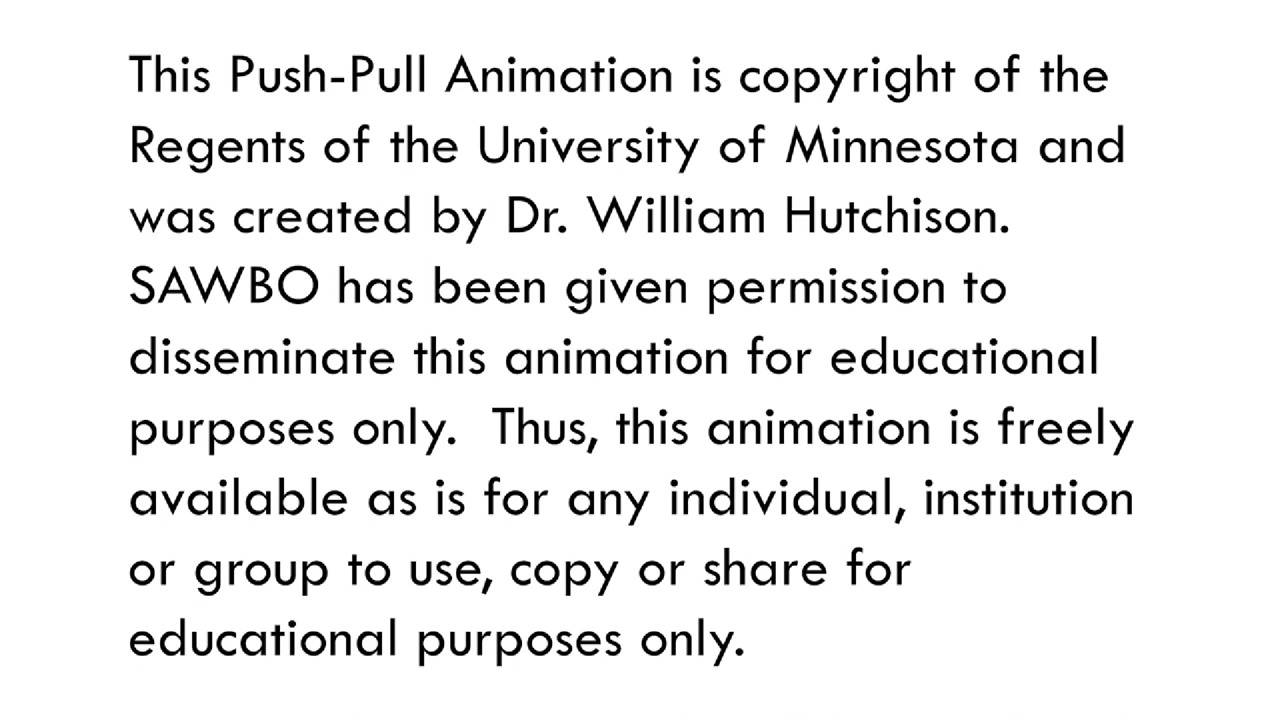 This Push-Pull Animation is copyright of the
Regents of the University of Minnesota and
was created by Dr. William Hutchison.
SAWBO has been given permission to
disseminate this animation for educational
purposes only.  Thus, this animation is freely
available as is for any individual, institution
or group to use, copy or share for
educational purposes only.